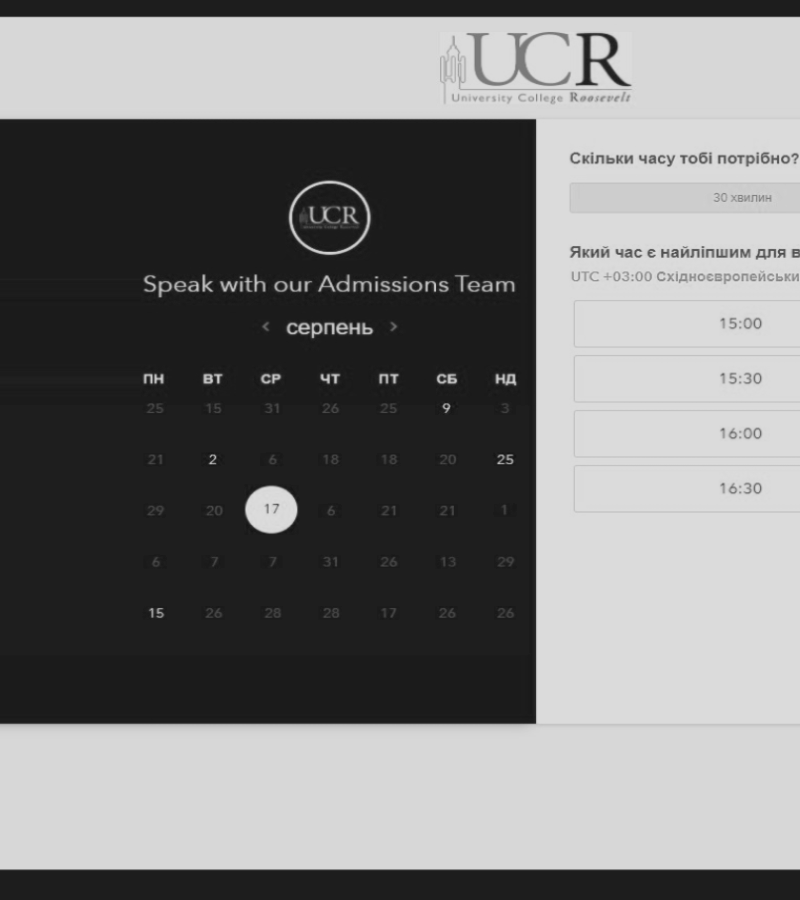 UCR
University College Roosevelt
UCR
Speak with our Admissions Team
‹ серпень ›
ПН ВТ СР ЧТ ПТ СБ НД
25 15 31 26 25 9 3
21 2 6 18 18 20 25
29 20 17 6 21 21 1
6 7 7 31 26 13 29
15 26 28 28 17 26 26
Скільки часу тобі потрібно?
30 хвилин
Який час є найліпшим для в
UTC +03:00 Східноєвропейськи
15:00
15:30
16:00
16:30